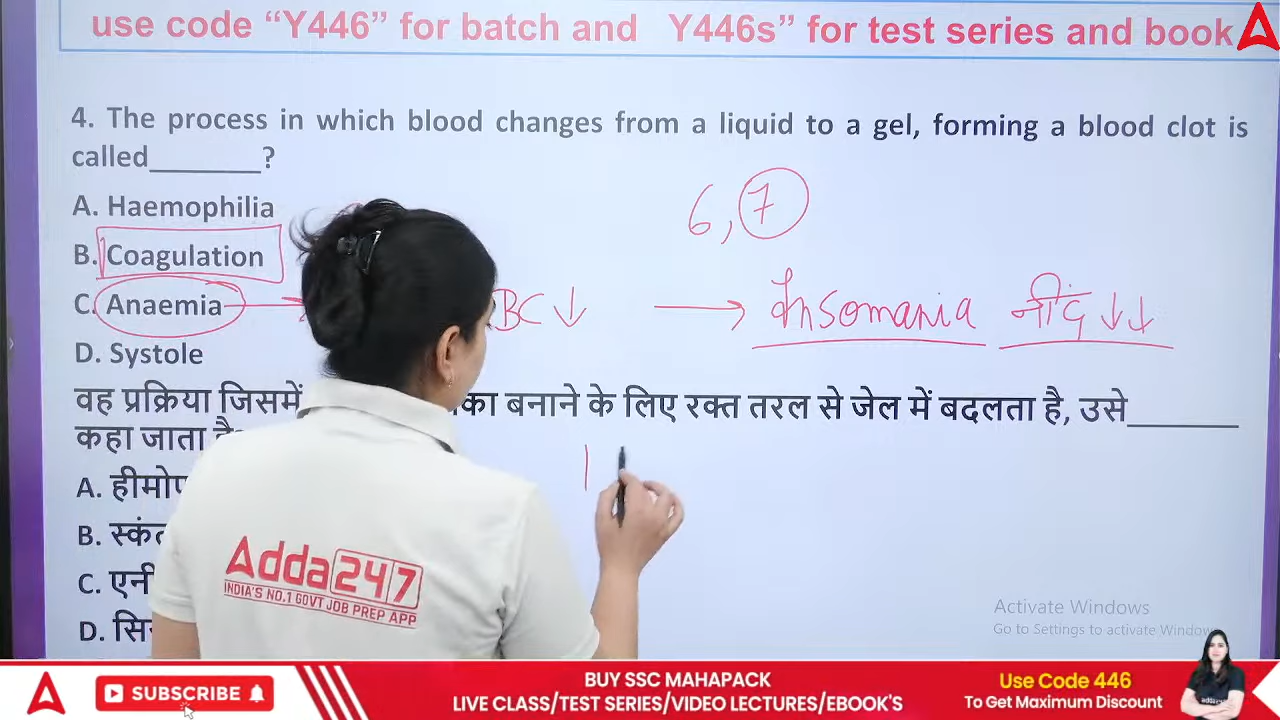 use code “Y446” for batch and Y446s” for test series and book
4. The process in which blood changes from a liquid to a gel, forming a blood clot is
called_______?
6, 7
A. Haemophilia
B. Coagulation
C. Anaemia → BC ↓ → Insomania नींद ↓↓
D. Systole
वह प्रक्रिया जिसमें का बनाने के लिए रक्त तरल से जेल में बदलता है, उसे_______
कहा जाता
A.
B.
C.
D.
Adda247
INDIA'S NO.1 GOVT JOB PREP APP
Activate Windows
Go to Settings to activate Windows
SUBSCRIBE
BUY SSC MAHAPACK
LIVE CLASS/TEST SERIES/VIDEO LECTURES/EBOOK'S
Use Code 446
To Get Maximum Discount